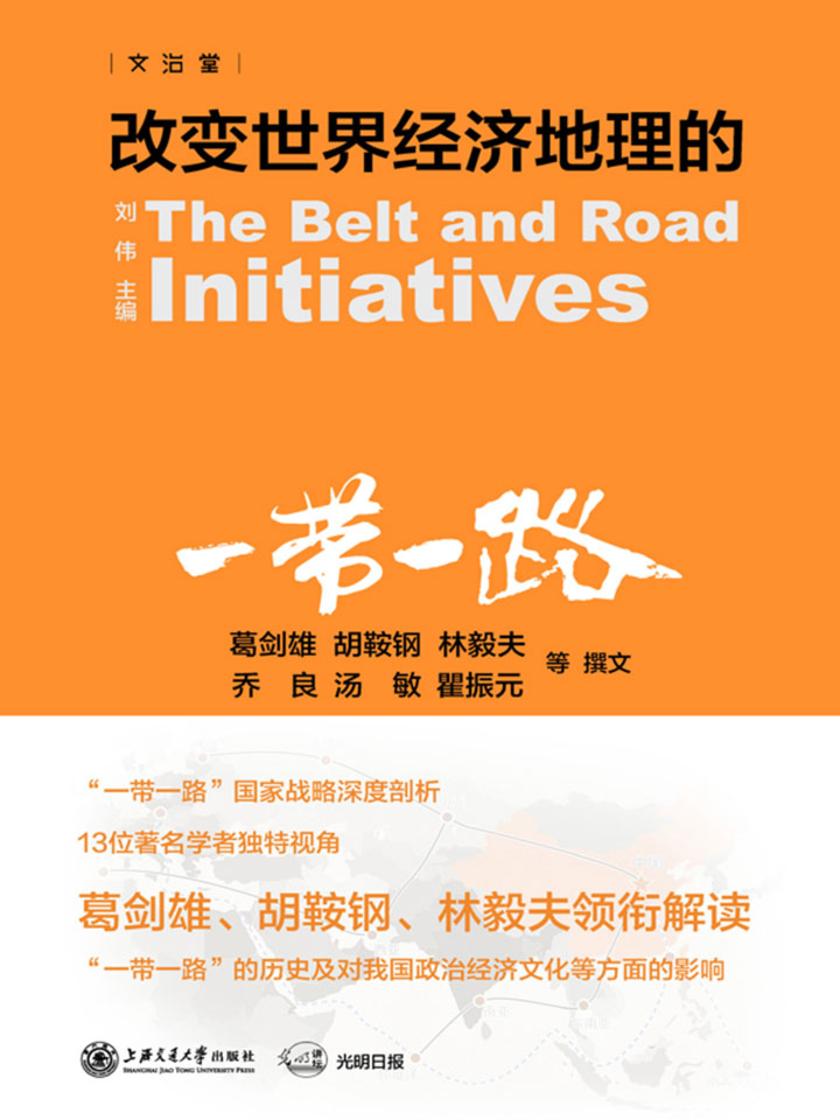 文治堂
改变世界经济地理的
刘伟 主编
The Belt and Road
Initiatives
一带一路
葛剑雄 胡鞍钢 林毅夫
乔 良 汤 敏 瞿振元
等 撰文
“一带一路”国家战略深度剖析
13位著名学者独特视角
葛剑雄、胡鞍钢、林毅夫领衔解读
“一带一路”的历史及对我国政治经济文化等方面的影响
上海交通大学出版社
SHANGHAI JIAO TONG UNIVERSITY PRESS
光明讲坛
光明日报